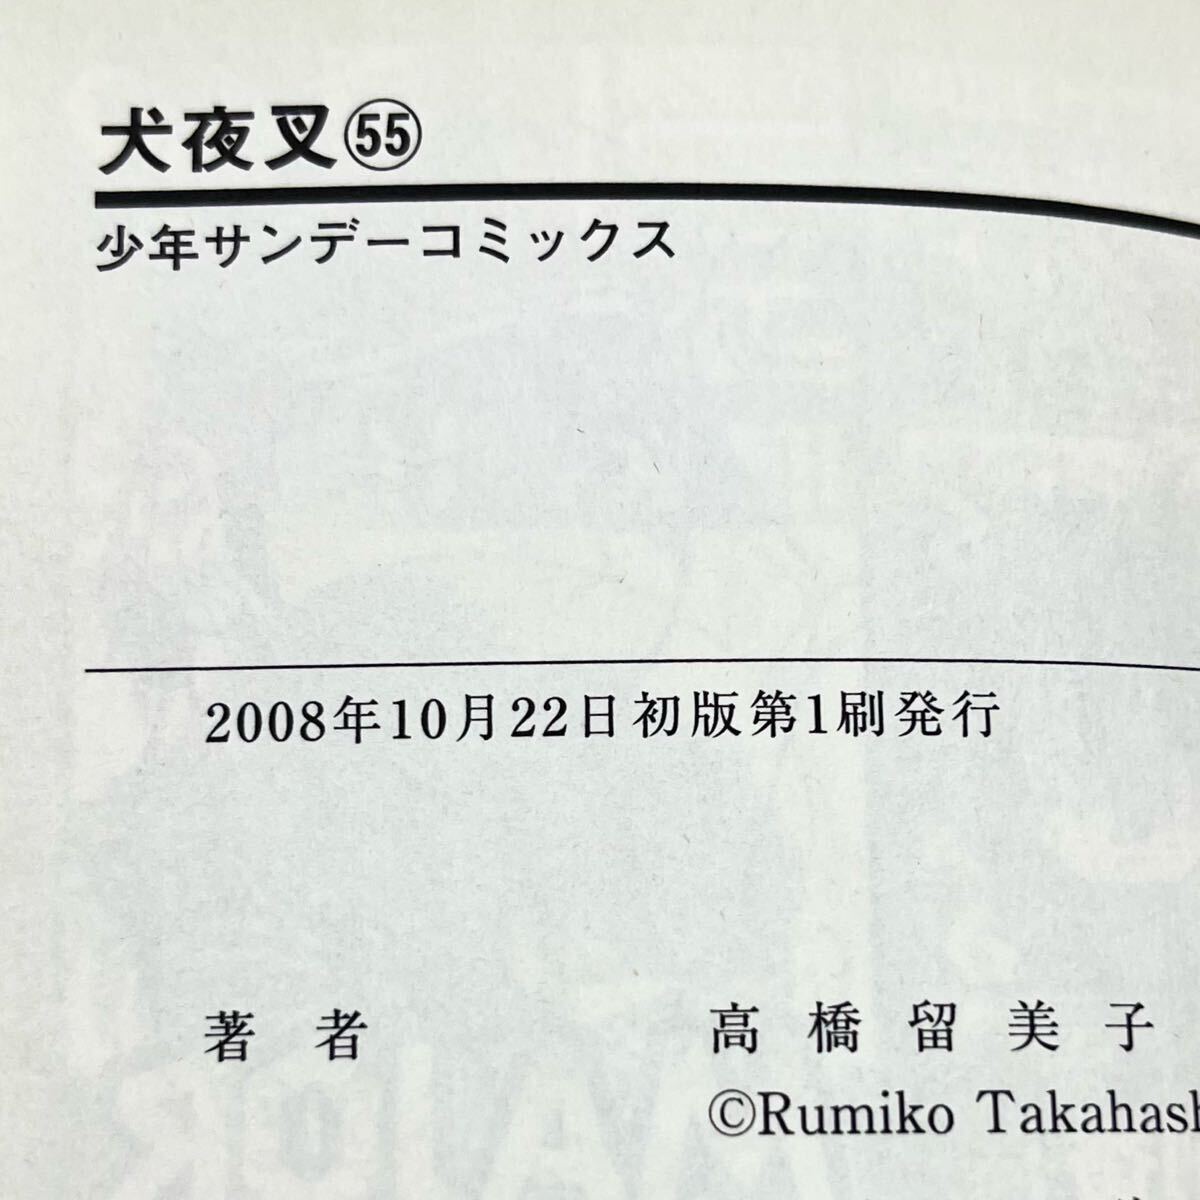 犬夜叉㊺
少年サンデーコミックス
2008年10月22日初版第1刷発行
著者 高橋留美子
©Rumiko Takahash